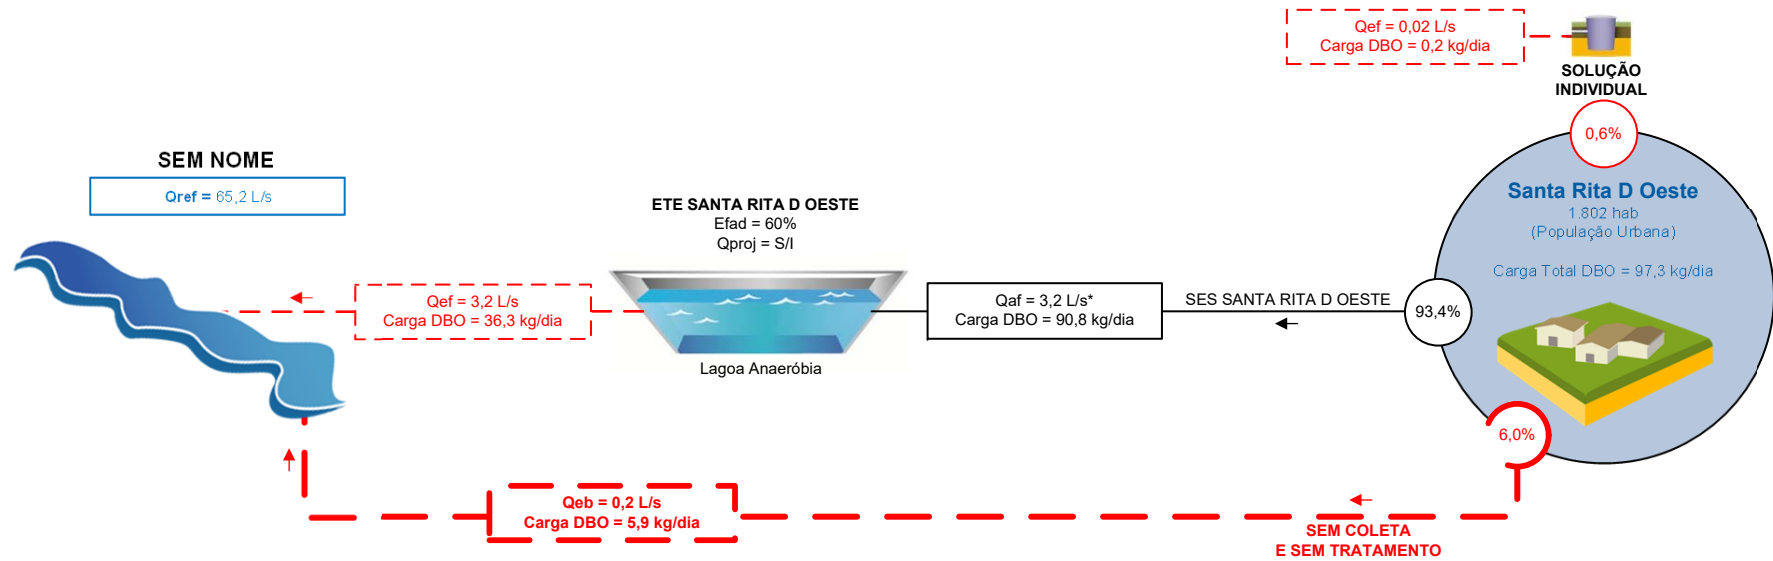 Qef = 0,02 L/s
Carga DBO = 0,2 kg/dia
SOLUÇÃO
INDIVIDUAL
0,6%
SEM NOME
Qref = 65,2 L/s
ETE SANTA RITA D OESTE
Efad = 60%
Qproj = S/I
Lagoa Anaeróbia
Qef = 3,2 L/s
Carga DBO = 36,3 kg/dia
Qaf = 3,2 L/s*
Carga DBO = 90,8 kg/dia
SES SANTA RITA D OESTE
93,4%
Santa Rita D Oeste
1.802 hab
(População Urbana)
Carga Total DBO = 97,3 kg/dia
6,0%
Qeb = 0,2 L/s
Carga DBO = 5,9 kg/dia
SEM COLETA
E SEM TRATAMENTO